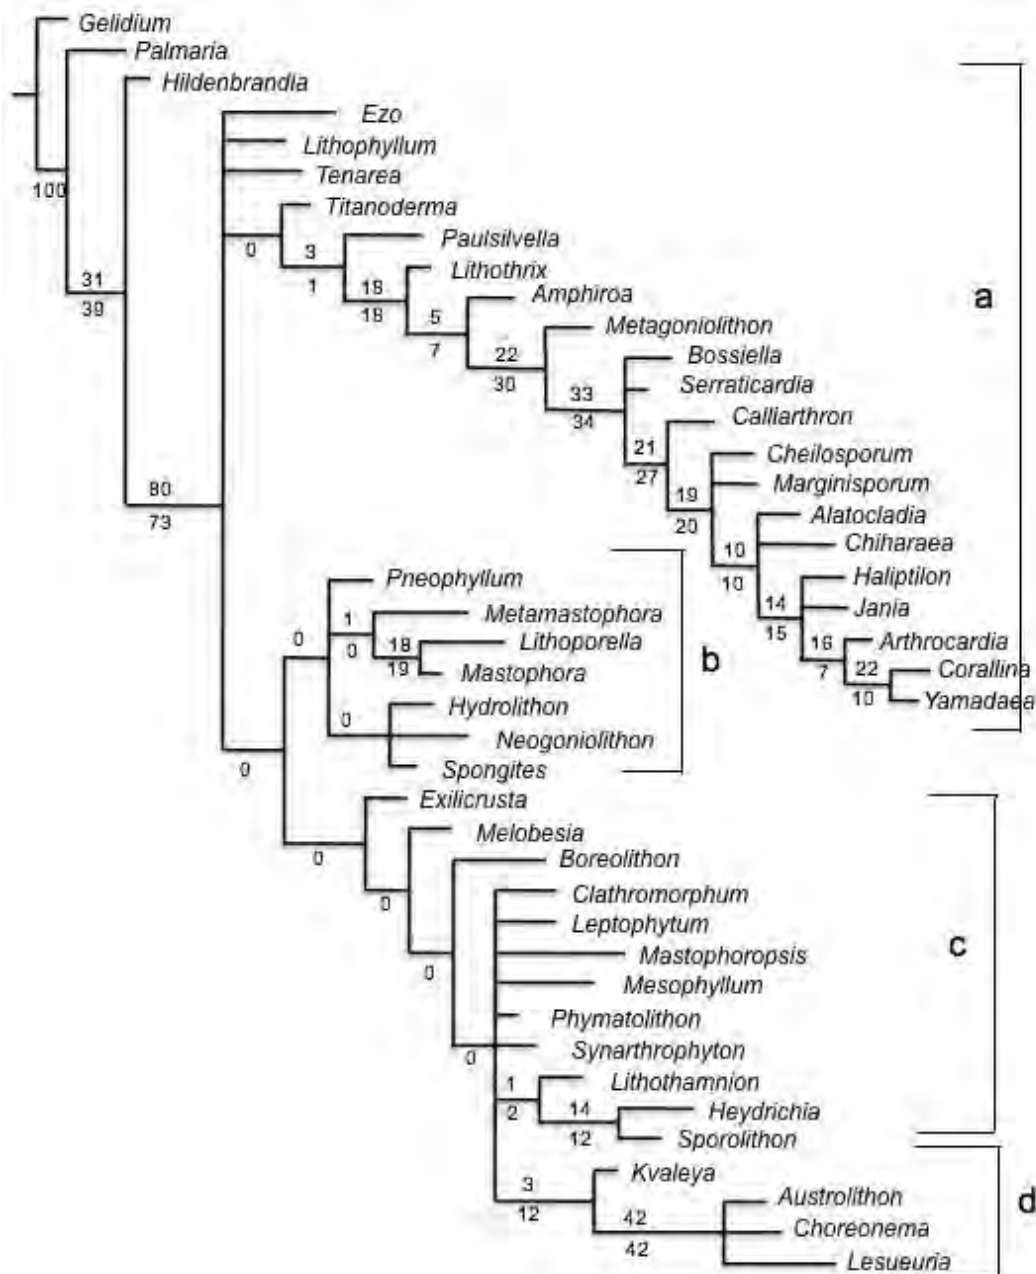 Gelidium
Palmaria
Hildenbrandia
Ezo
Lithophyllum
Tenarea
100
Titanoderma
0
3
Paulsilvella
1
18
Lithothrix
31
39
18
5
Amphiroa
7
22
Metagoniolithon
a
30
33
Bossiella
34
Serraticardia
21
Calliarthron
27
19
Cheilosporum
80
73
20
Marginisporum
10
Alatocladia
Chiharaea
10
Pneophyllum
14
Haliptilon
1
Metamastophora
15
Jania
0
0
18
Lithoporella
16
Arthrocardia
19
Mastophora
b
7
22
Corallina
0
Hydrolithon
10
Yamadaea
Neogoniolithon
0
Spongites
Exilicrusta
Melobesia
0
Boreolithon
0
Clathromorphum
Leptophytum
c
0
Mastophoropsis
Mesophyllum
Phymatolithon
0
Synarthrophyton
1
Lithothamnion
2
14
Heydrichia
12
Sporolithon
3
Kvaleya
12
42
Austrolithon
d
Choreonema
42
Lesueuria